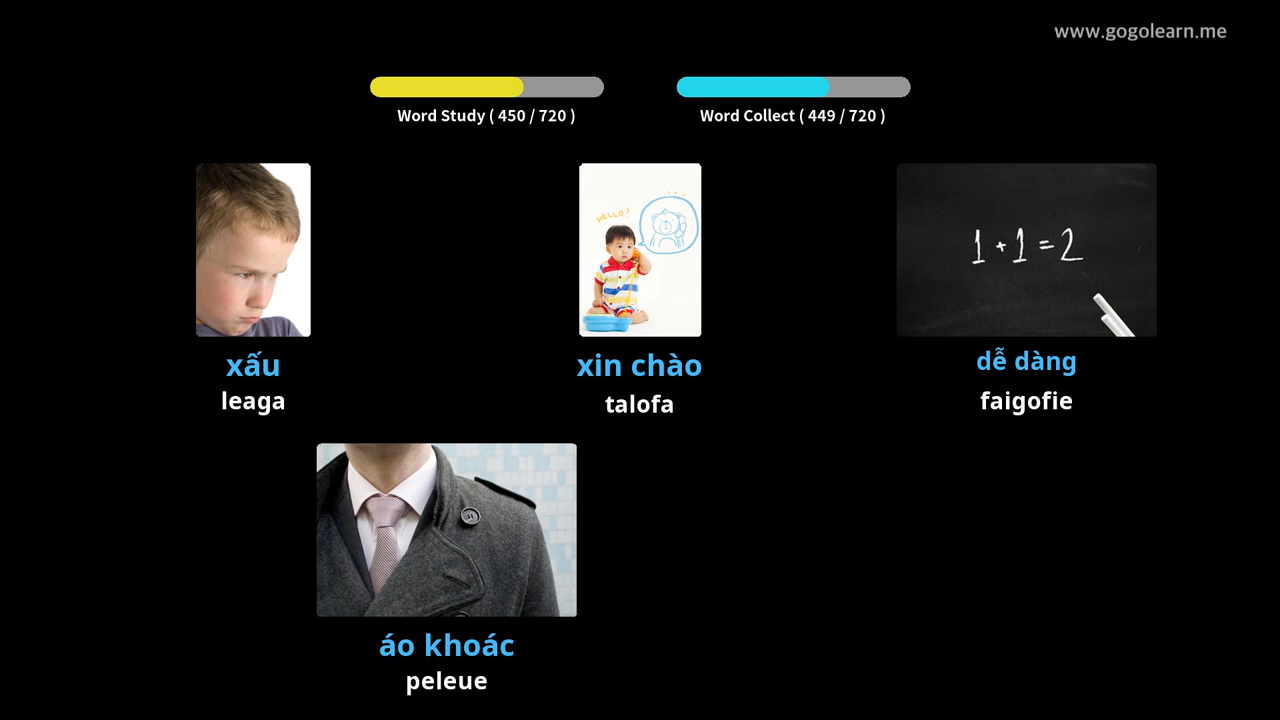 www.gogolearn.me
Word Study ( 450 / 720 )
Word Collect ( 449 / 720 )
HELLO?
1 + 1 = 2
xấu
leaga
xin chào
talofa
dễ dàng
faigofie
áo khoác
peleue